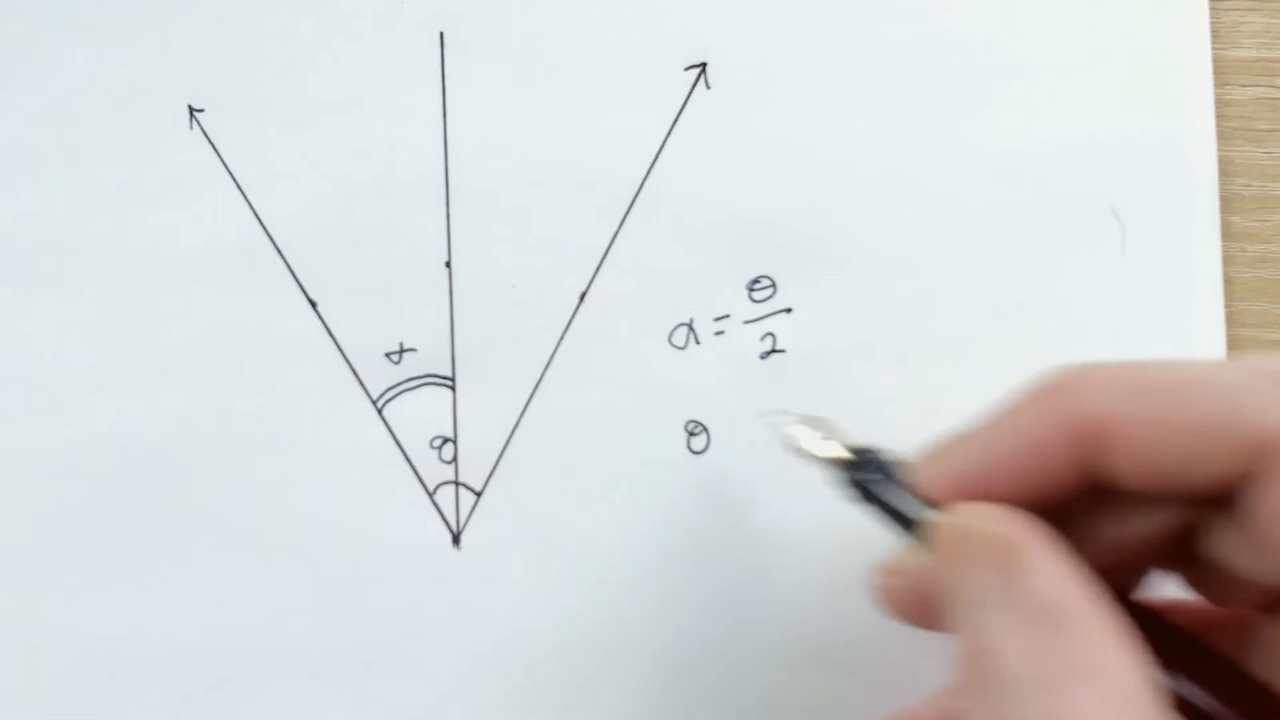 α
θ
α = θ/2
θ